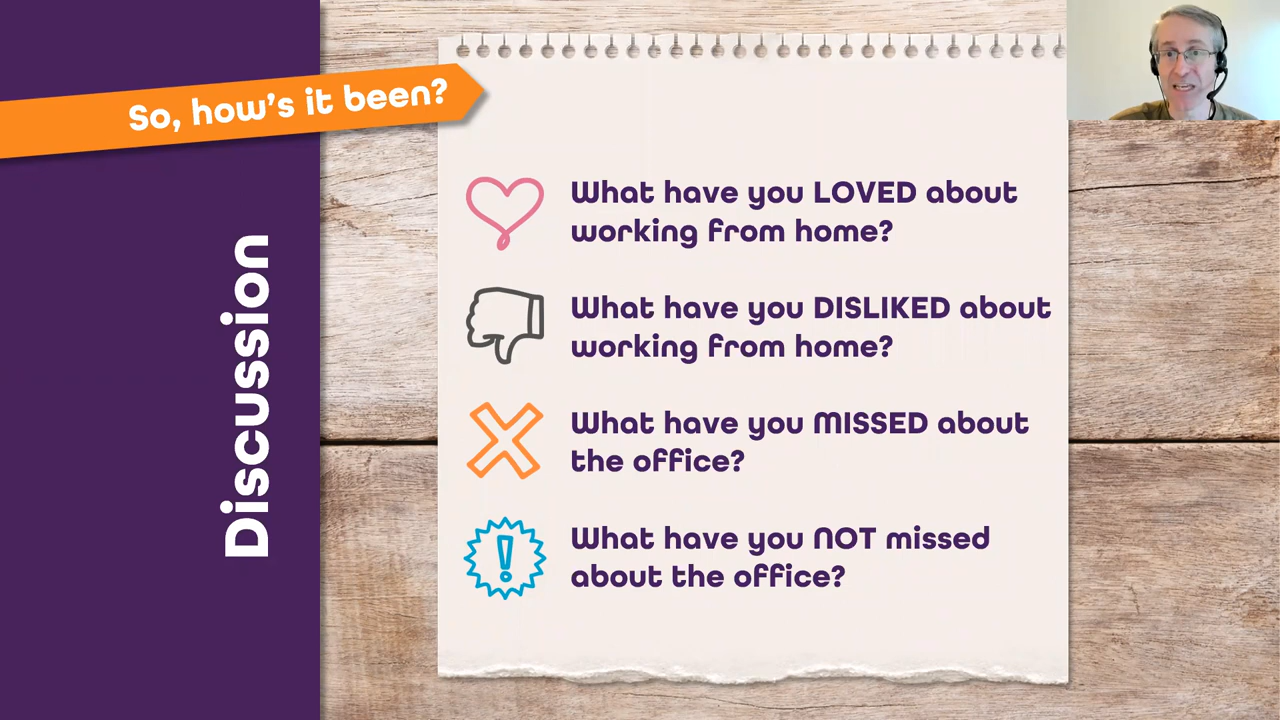 So, how's it been?
Discussion
What have you LOVED about
working from home?
What have you DISLIKED about
working from home?
What have you MISSED about
the office?
What have you NOT missed
about the office?